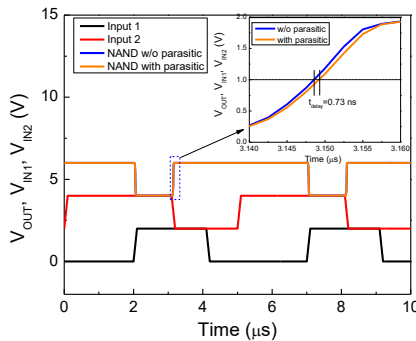 Input 1
Input 2
NAND w/o parasitic
NAND with parasitic
V_OUT, V_IN1, V_IN2 (V)
15
10
5
0
0 2 4 6 8 10
Time (μs)
w/o parasitic
with parasitic
t_delay=0.73 ns
V_OUT, V_IN1, V_IN2 (V)
2.0
1.5
1.0
0.5
0.0
3.140 3.145 3.150 3.155 3.160
Time (μs)